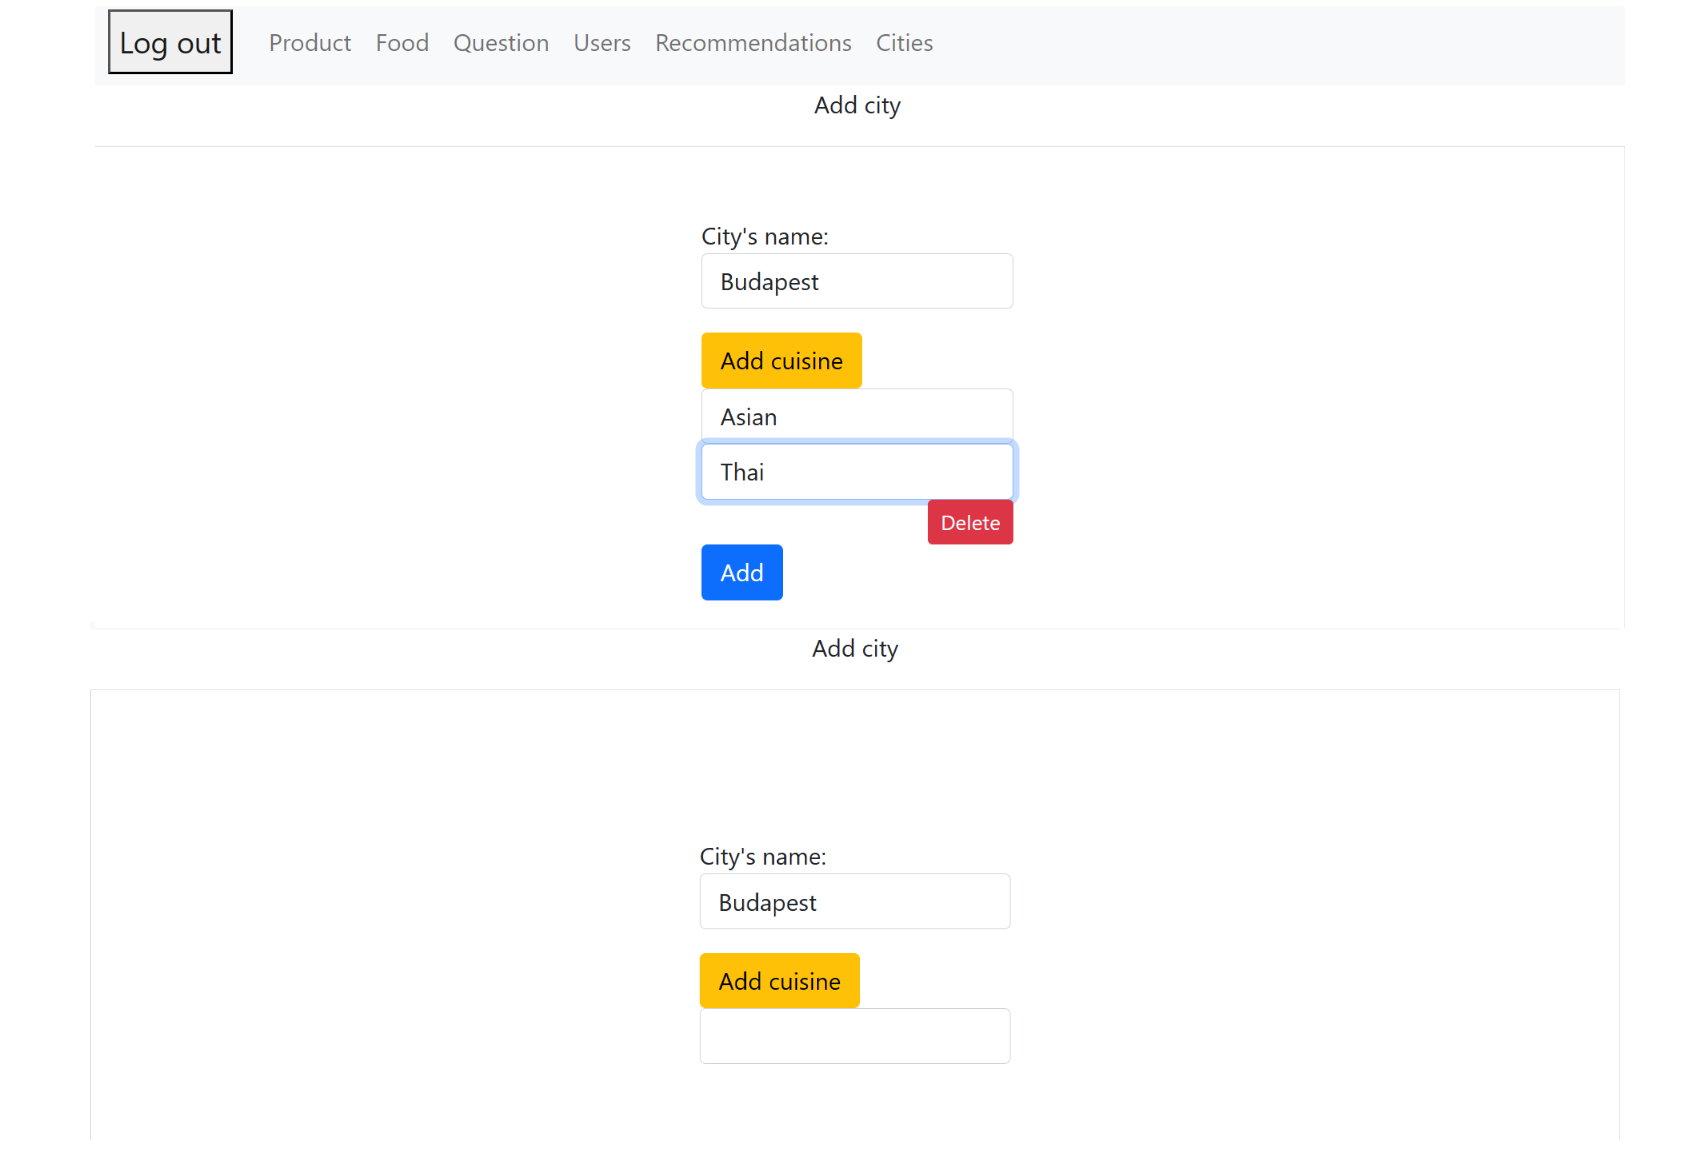 Log out Product Food Question Users Recommendations Cities
Add city
City's name:
Budapest
Add cuisine
Asian
Thai
Delete
Add
Add city
City's name:
Budapest
Add cuisine